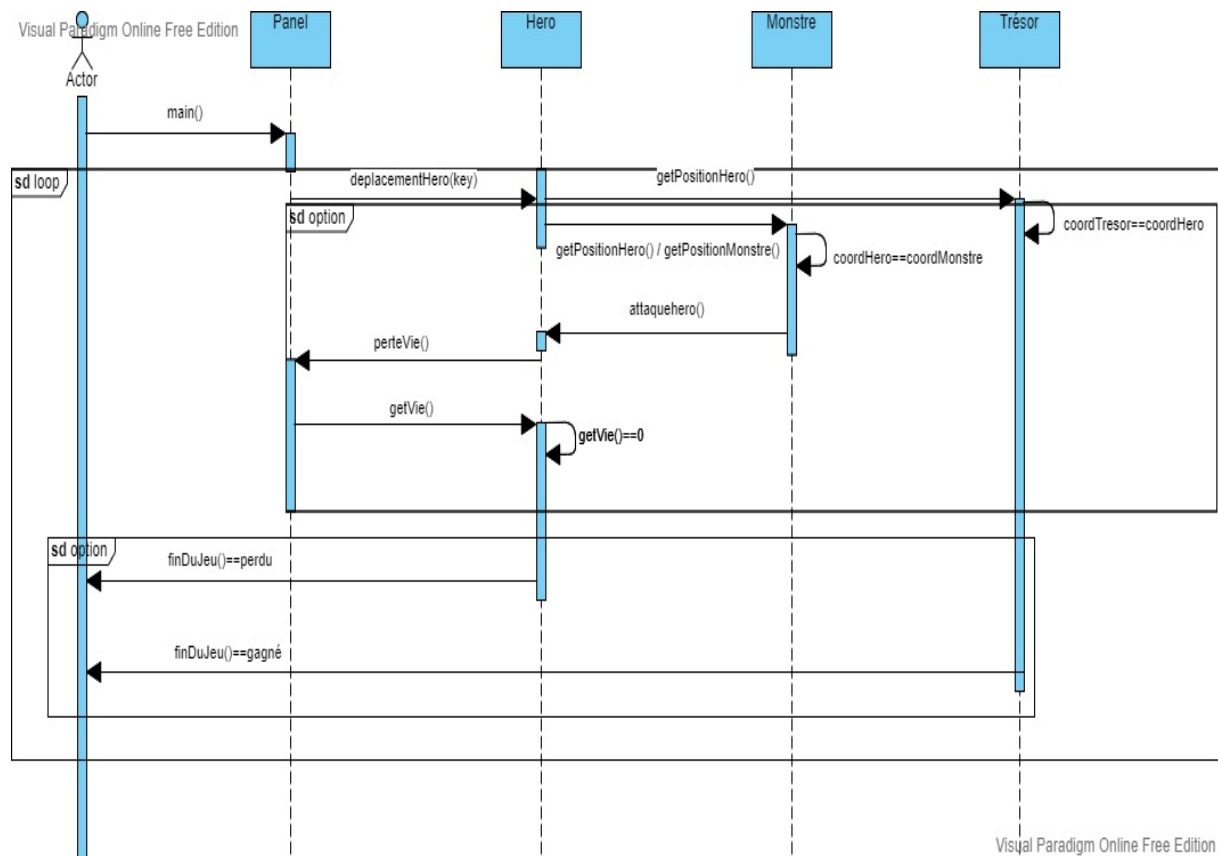 Visual Paradigm Online Free Edition
Panel
Hero
Monstre
Trésor
Actor
main()
sd loop
deplacementHero(key)
getPositionHero()
sd option
coordTresor==coordHero
getPositionHero() / getPositionMonstre()
coordHero==coordMonstre
attaquehero()
perteVie()
getVie()
getVie()==0
sd option
finDuJeu()==perdu
finDuJeu()==gagné
Visual Paradigm Online Free Edition